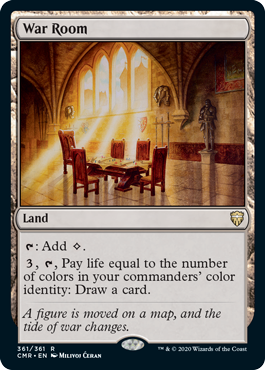 War Room
Land
: Add .
3, , Pay life equal to the number
of colors in your commanders' color
identity: Draw a card.
A figure is moved on a map, and the
tide of war changes.
361/361 R
CMR • EN Milivoj Ćeran
™ & © 2020 Wizards of the Coast